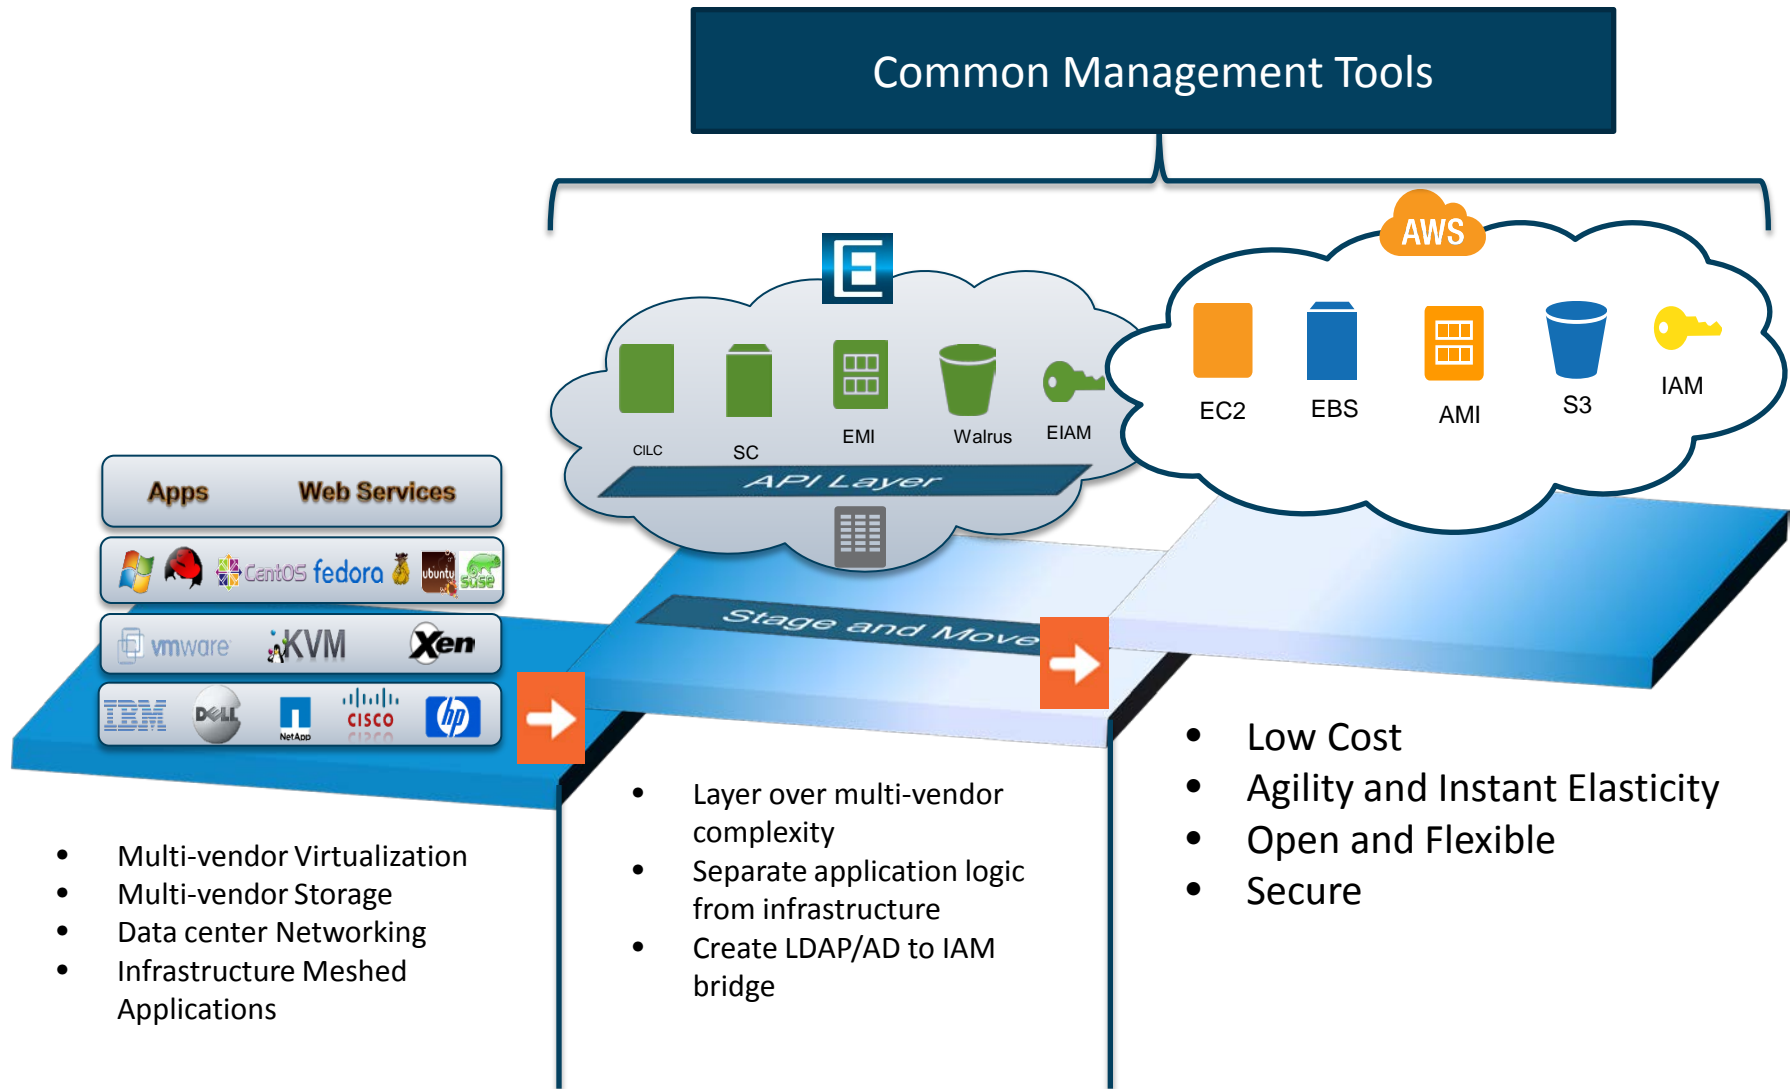 Common Management Tools
AWS
E
EC2
EBS
AMI
S3
IAM
CILC
SC
EMI
Walrus
EIAM
API Layer
Apps Web Services
CentOS fedora ubuntu suse
vmware KVM Xen
IBM DELL NetApp CISCO hp
Stage and Move
• Multi-vendor Virtualization
• Multi-vendor Storage
• Data center Networking
• Infrastructure Meshed
Applications
• Layer over multi-vendor
complexity
• Separate application logic
from infrastructure
• Create LDAP/AD to IAM
bridge
• Low Cost
• Agility and Instant Elasticity
• Open and Flexible
• Secure